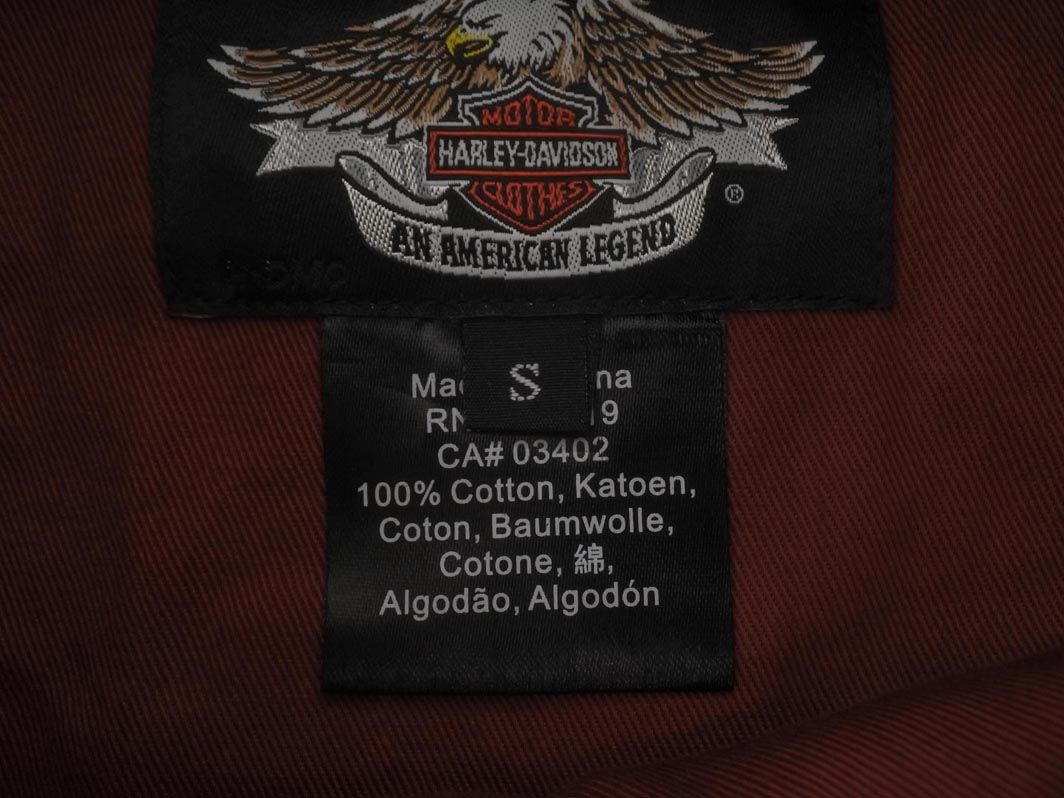 MOTOR
HARLEY-DAVIDSON
CLOTHES
®
AN AMERICAN LEGEND
S
CA# 03402
100% Cotton, Katoen,
Coton, Baumwolle,
Cotone, 綿,
Algodão, Algodón